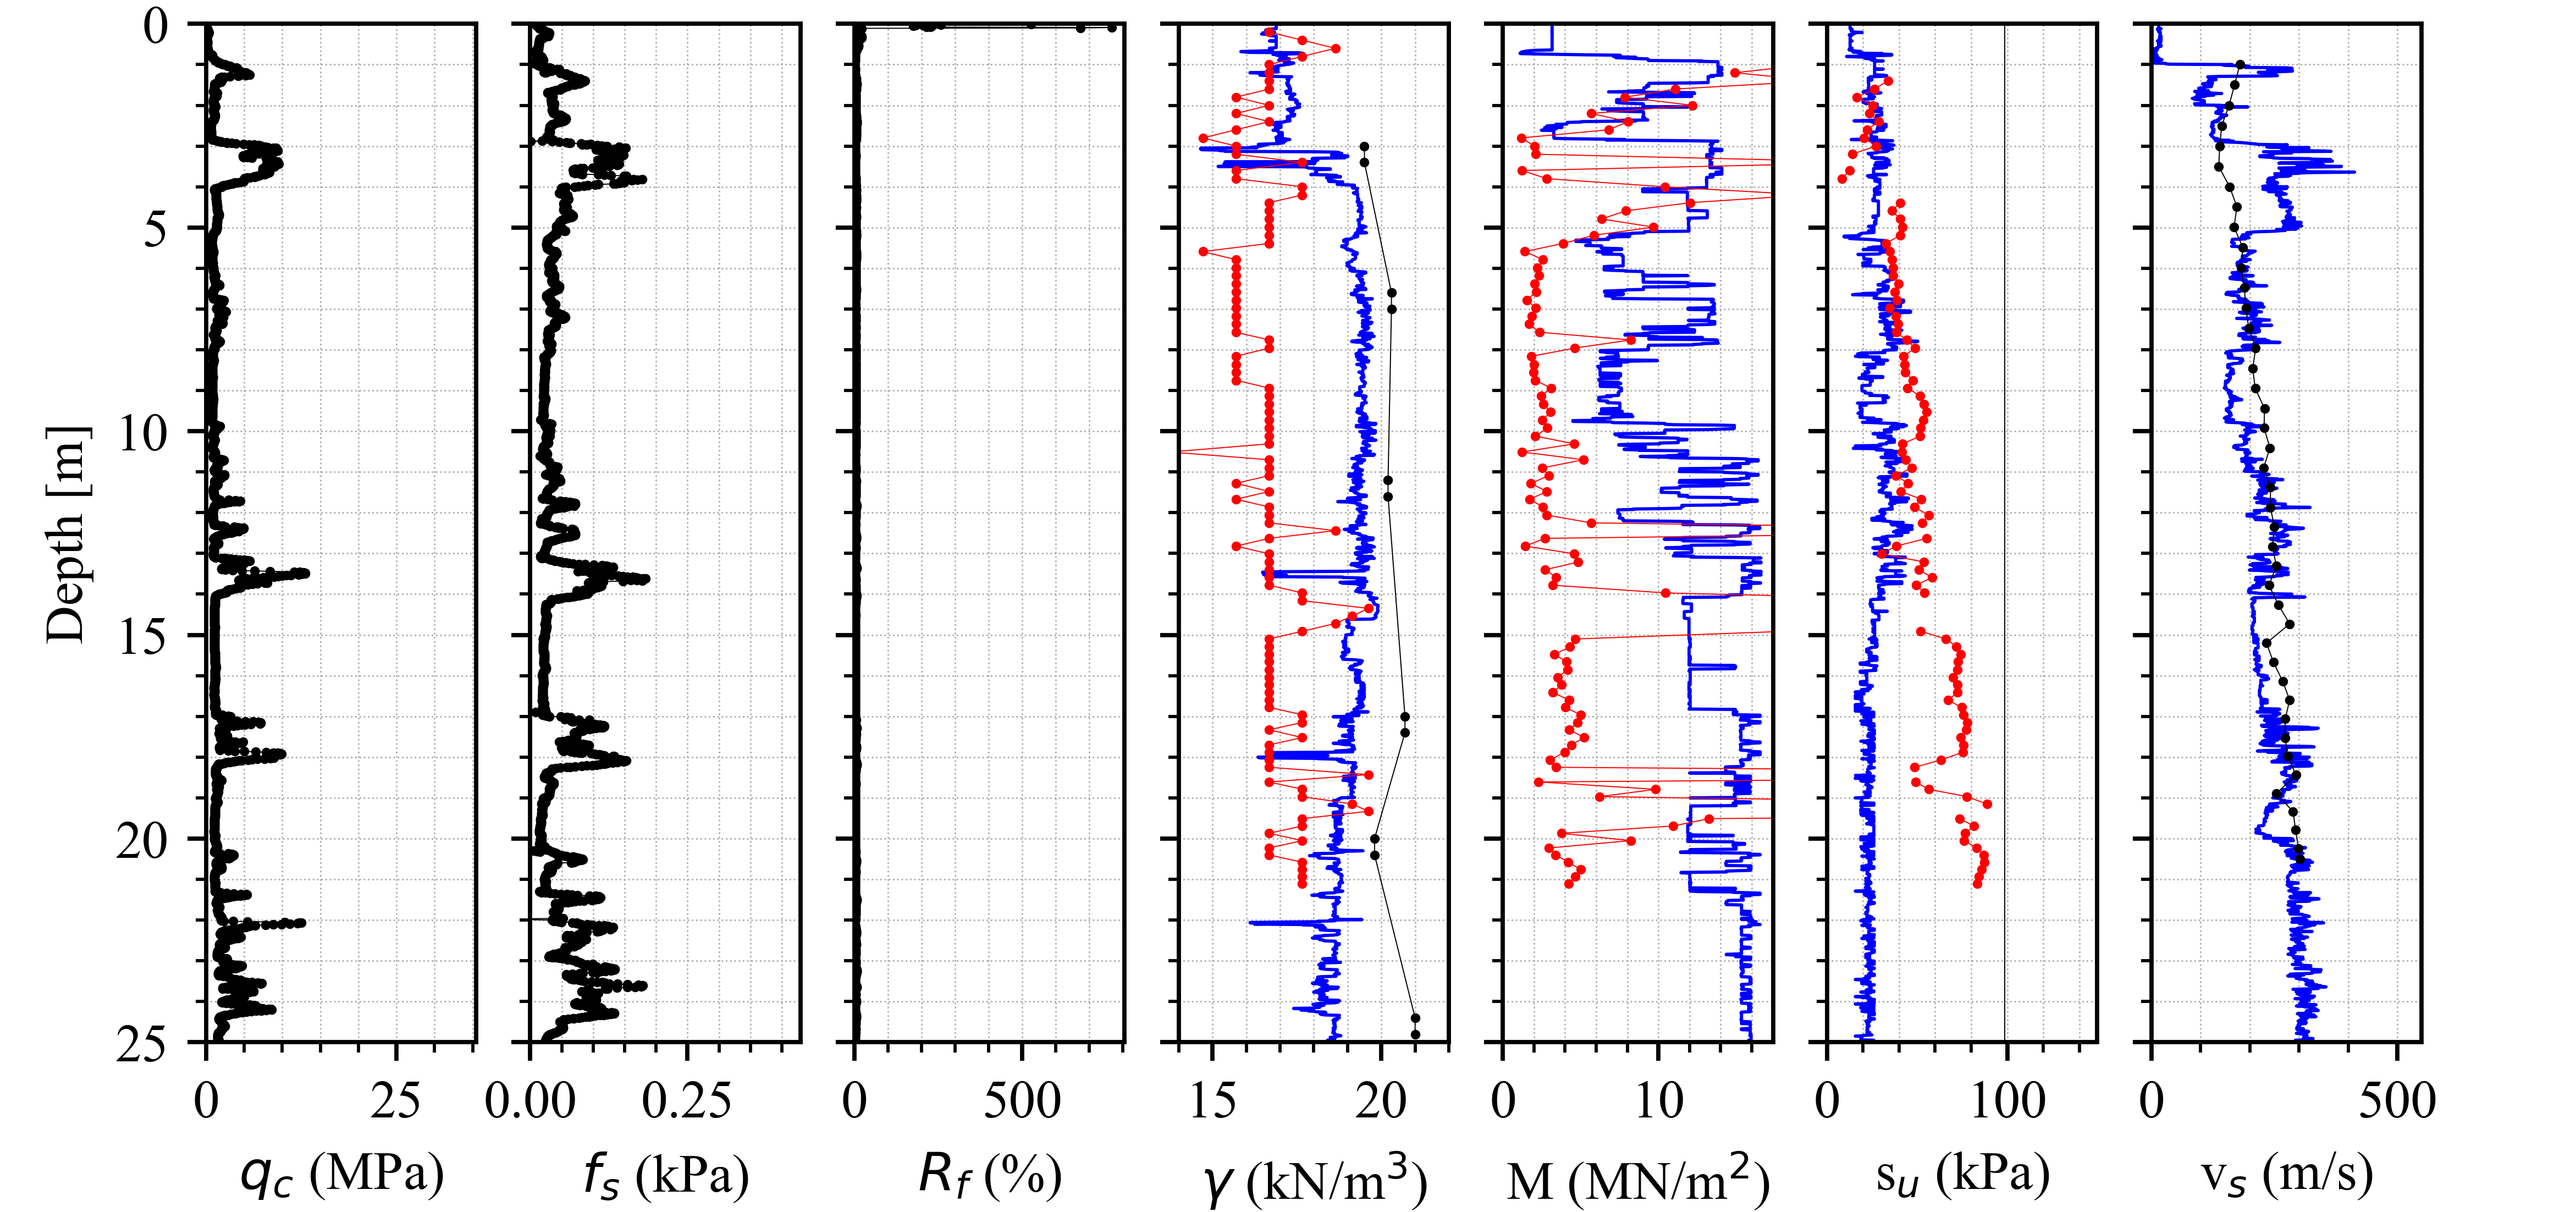 0
5
10
15
20
25
Depth [m]
0 25
0.00 0.25
0 500
15 20
0 10
0 100
0 500
q_c (MPa)
f_s (kPa)
R_f (%)
γ (kN/m³)
M (MN/m²)
s_u (kPa)
v_s (m/s)